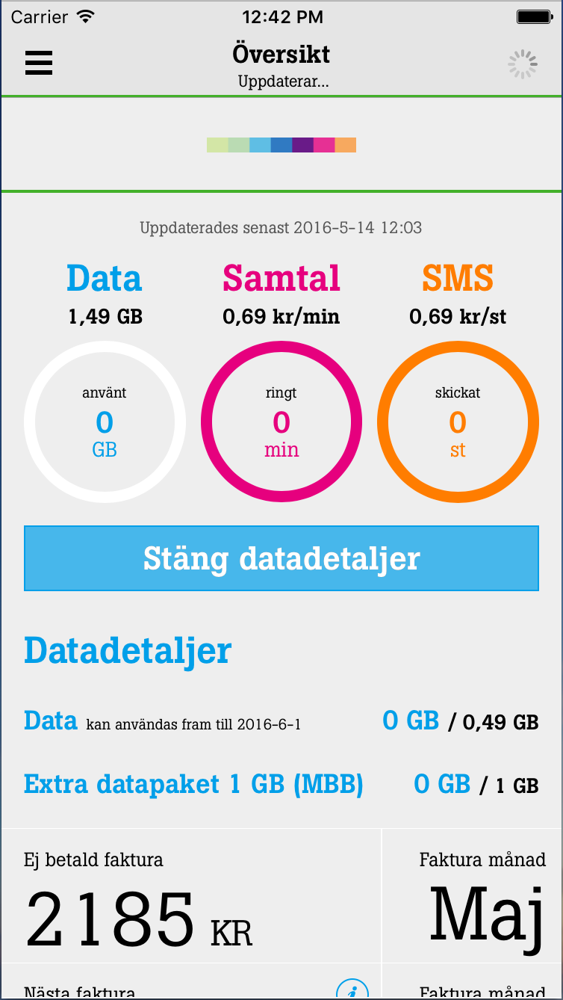 Carrier 12:42 PM
Översikt
Uppdaterar...
Uppdaterades senast 2016-5-14 12:03
Data Samtal SMS
1,49 GB 0,69 kr/min 0,69 kr/st
använt ringt skickat
0 0 0
GB min st
Stäng datadetaljer
Datadetaljer
Data kan användas fram till 2016-6-1 0 GB / 0,49 GB
Extra datapaket 1 GB (MBB) 0 GB / 1 GB
Ej betald faktura Faktura månad
2185 KR Maj
Nästa faktura i Faktura månad